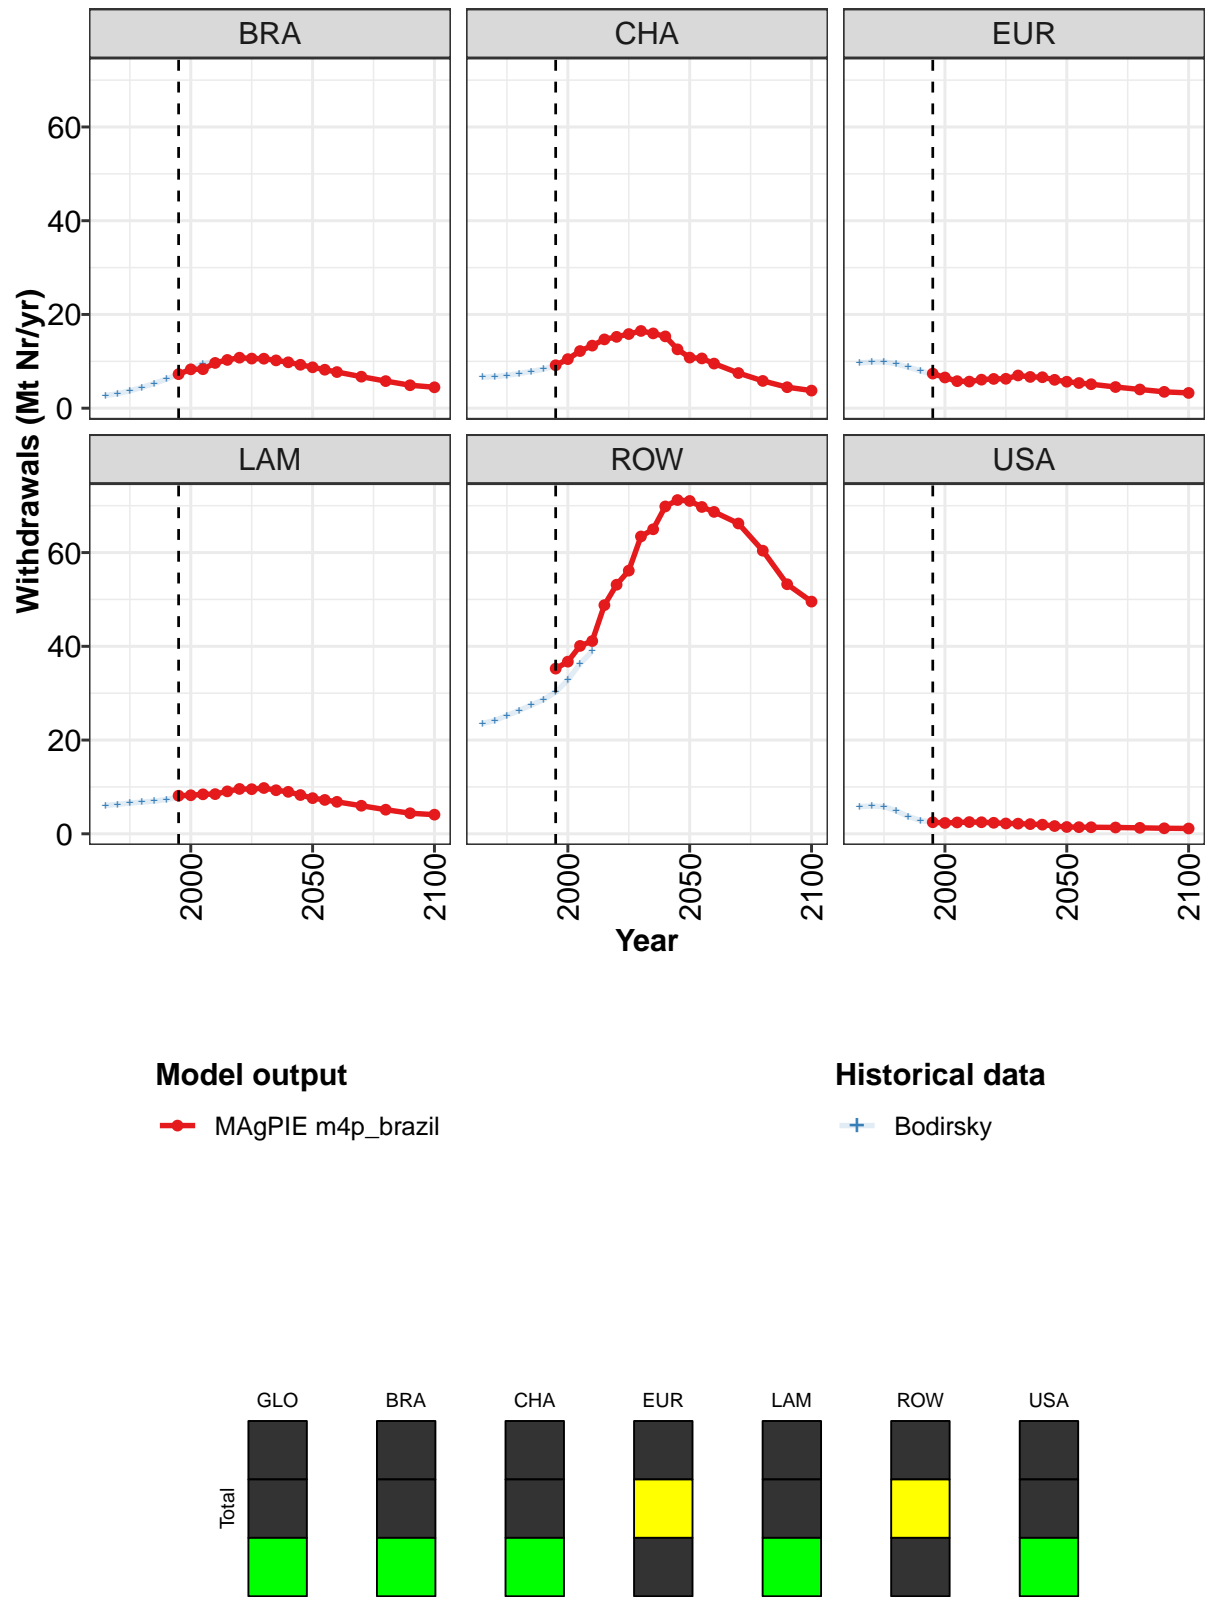 BRA CHA EUR
60
40
20
0
Withdrawals (Mt Nr/yr)
LAM ROW USA
60
40
20
0
2000 2050 2100 2000 2050 2100 2000 2050 2100
Year
Model output Historical data
MAgPIE m4p_brazil Bodirsky
GLO BRA CHA EUR LAM ROW USA
Total